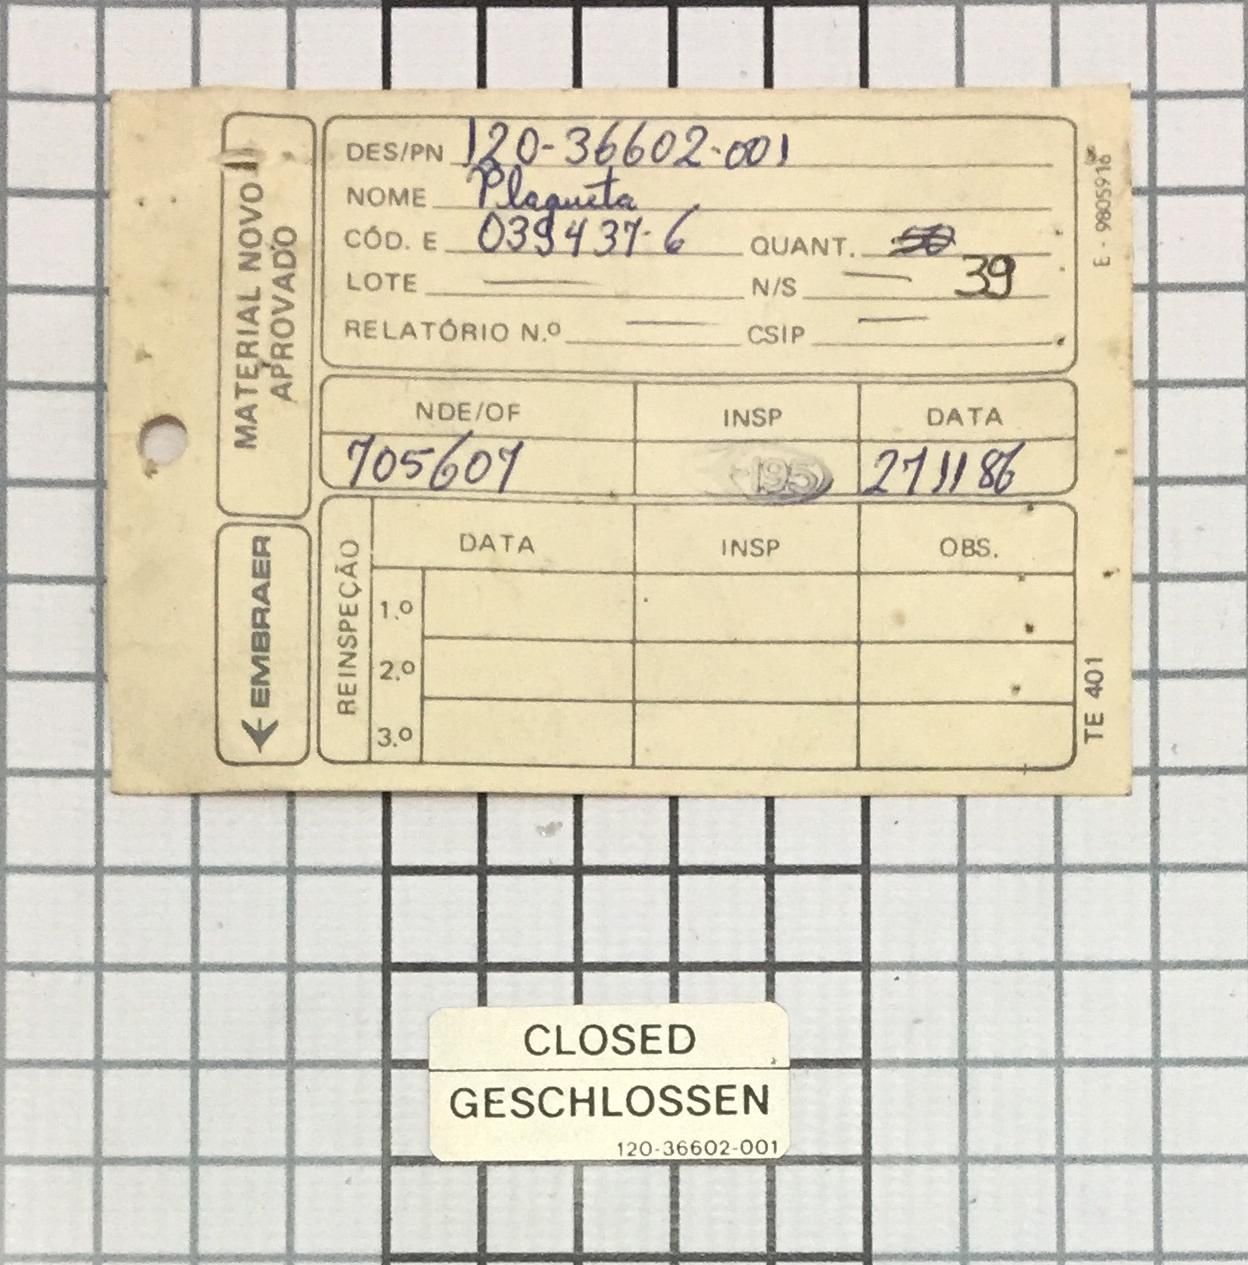 MATERIAL NOVO
APROVADO
EMBRAER
DES/PN 120-36602-001
NOME Plaqueta
CÓD. E 039437-6 QUANT.
LOTE — N/S — 39
RELATÓRIO N.º — CSIP —
NDE/OF INSP DATA
705607 195 271186
REINSPEÇÃO
DATA INSP OBS.
1.º
2.º
3.º
E - 9805916
TE 401
CLOSED
GESCHLOSSEN
120-36602-001